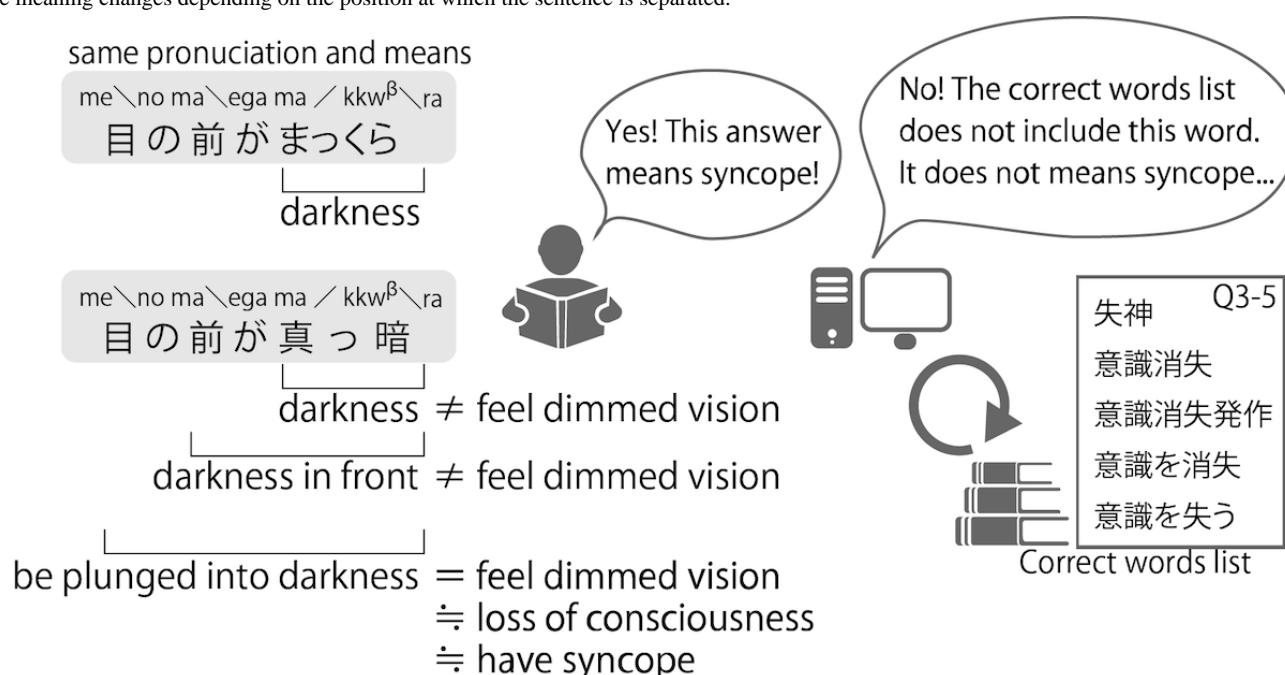 e meaning changes depending on the position at which the sentence is separated.
same pronuciation and means
me＼no ma＼ega ma ／ kkwᵝ＼ra
目の前がまっくら
darkness
me＼no ma＼ega ma ／ kkwᵝ＼ra
目の前が真っ暗
darkness ≠ feel dimmed vision
darkness in front ≠ feel dimmed vision
be plunged into darkness = feel dimmed vision
≒ loss of consciousness
≒ have syncope
Yes! This answer
means syncope!
No! The correct words list
does not include this word.
It does not means syncope...
Q3-5
失神
意識消失
意識消失発作
意識を消失
意識を失う
Correct words list